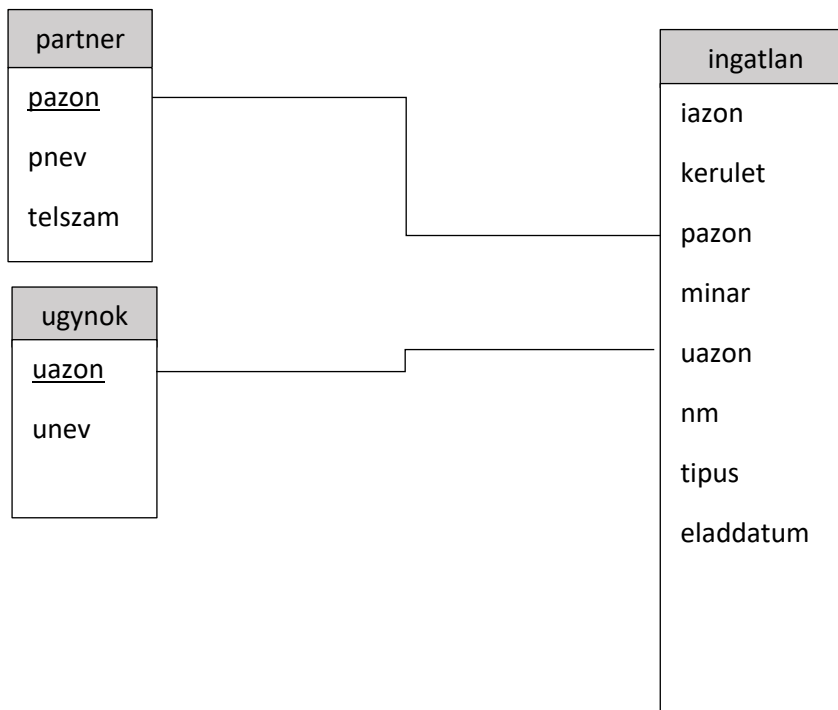 partner
pazon
pnev
telszam
ugynok
uazon
unev
ingatlan
iazon
kerulet
pazon
minar
uazon
nm
tipus
eladdatum